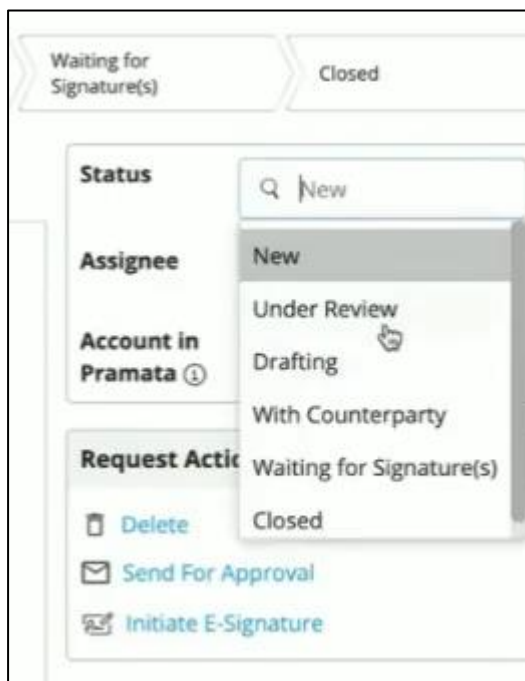 Waiting for
Signature(s)
Closed
Status
New
Assignee
New
Under Review
Account in
Pramata
Drafting
With Counterparty
Request Actio
Waiting for Signature(s)
Closed
Delete
Send For Approval
Initiate E-Signature